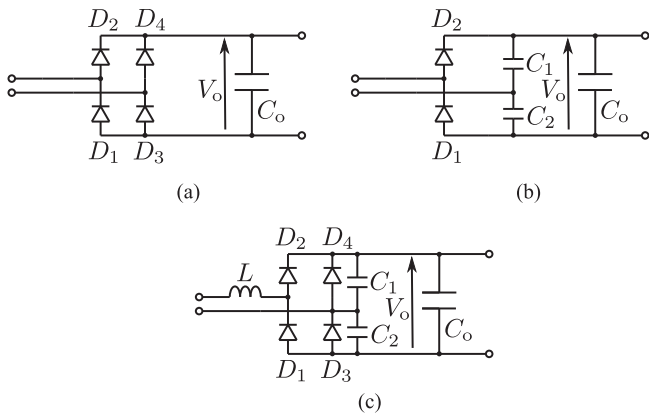 D₂ D₄
Vₒ
Cₒ
D₁ D₃
(a)
D₂
C₁
Vₒ
C₂
Cₒ
D₁
(b)
D₂ D₄
L
C₁
Vₒ
C₂
Cₒ
D₁ D₃
(c)